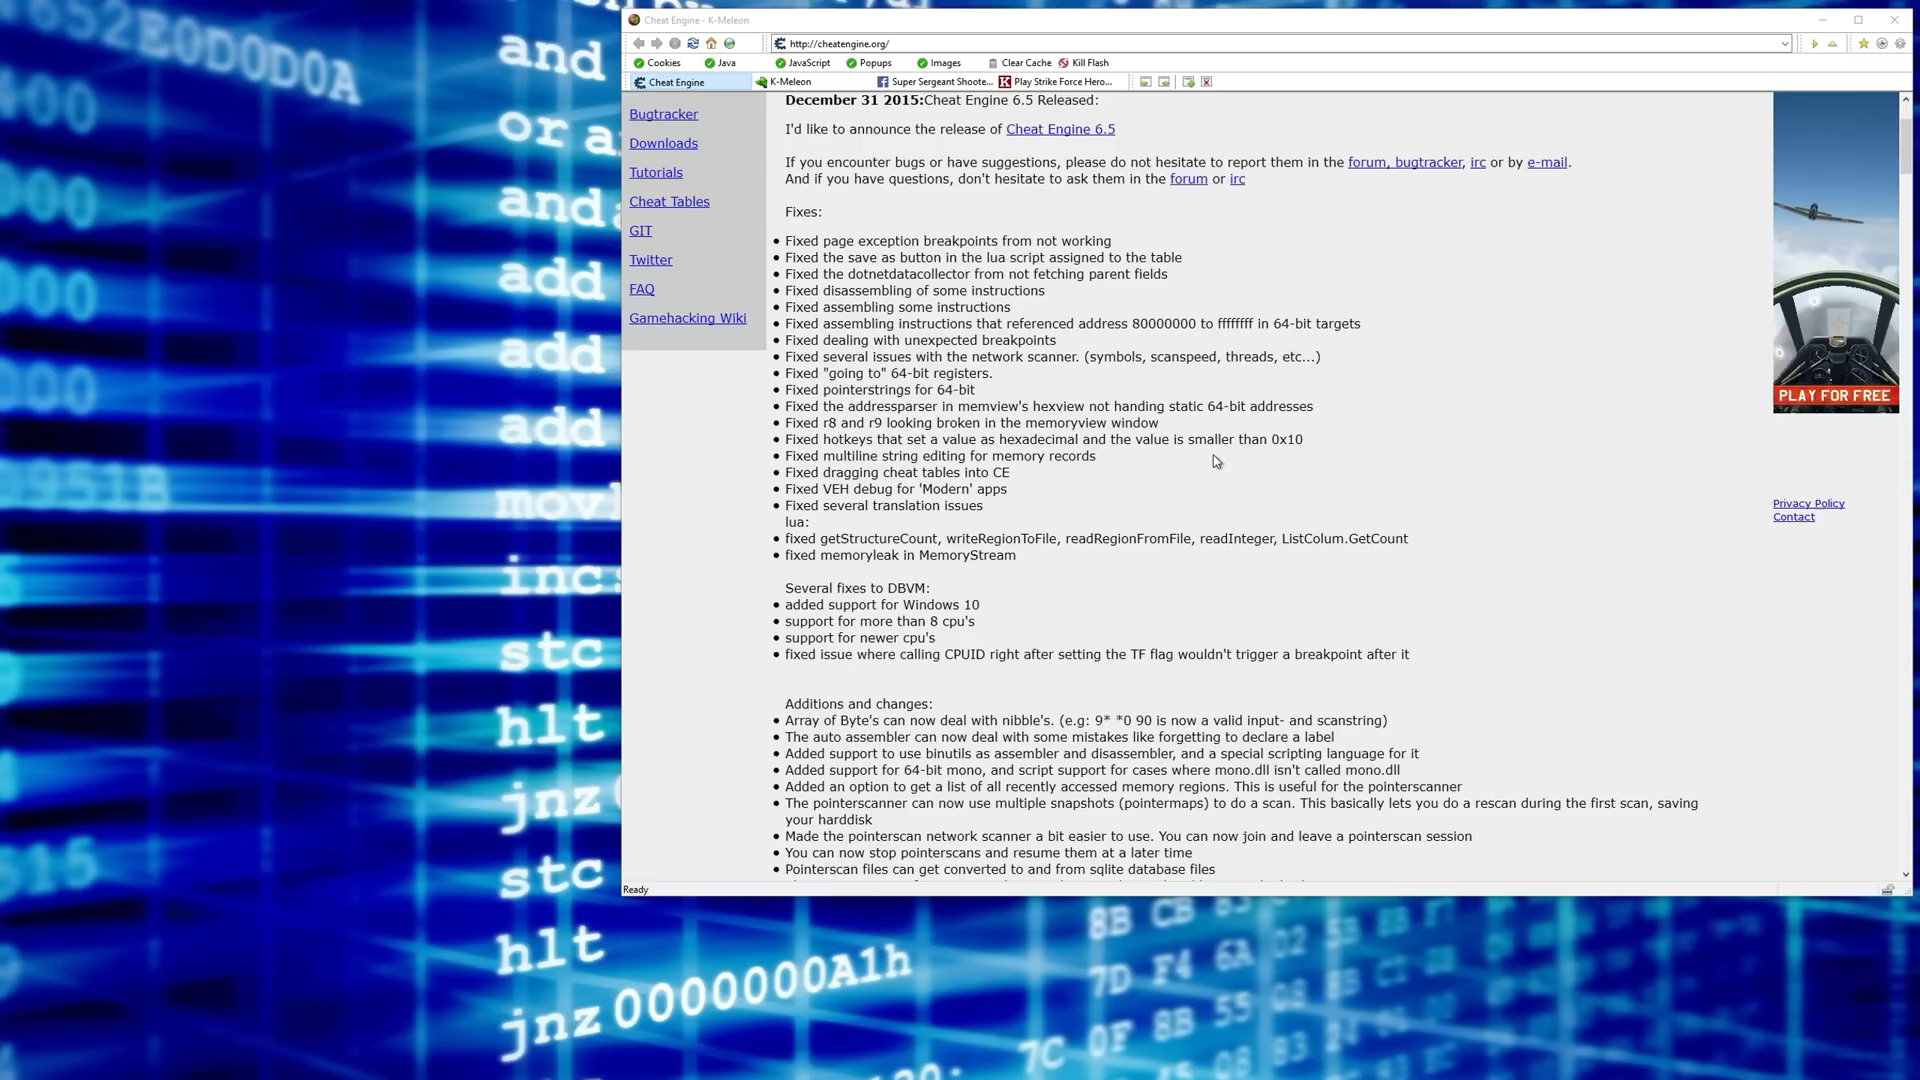 Cheat Engine - K-Meleon
http://cheatengine.org/
Cookies Java JavaScript Popups Images Clear Cache Kill Flash
Cheat Engine K-Meleon Super Sergeant Shoote... Play Strike Force Hero...
Bugtracker
Downloads
Tutorials
Cheat Tables
GIT
Twitter
FAQ
Gamehacking Wiki
December 31 2015:Cheat Engine 6.5 Released:
I'd like to announce the release of Cheat Engine 6.5
If you encounter bugs or have suggestions, please do not hesitate to report them in the forum, bugtracker, irc or by e-mail.
And if you have questions, don't hesitate to ask them in the forum or irc
Fixes:
Fixed page exception breakpoints from not working
Fixed the save as button in the lua script assigned to the table
Fixed the dotnetdatacollector from not fetching parent fields
Fixed disassembling of some instructions
Fixed assembling some instructions
Fixed assembling instructions that referenced address 80000000 to ffffffff in 64-bit targets
Fixed dealing with unexpected breakpoints
Fixed several issues with the network scanner. (symbols, scanspeed, threads, etc...)
Fixed "going to" 64-bit registers.
Fixed pointerstrings for 64-bit
Fixed the addressparser in memview's hexview not handing static 64-bit addresses
Fixed r8 and r9 looking broken in the memoryview window
Fixed hotkeys that set a value as hexadecimal and the value is smaller than 0x10
Fixed multiline string editing for memory records
Fixed dragging cheat tables into CE
Fixed VEH debug for 'Modern' apps
Fixed several translation issues
lua:
fixed getStructureCount, writeRegionToFile, readRegionFromFile, readInteger, ListColum.GetCount
fixed memoryleak in MemoryStream
Several fixes to DBVM:
added support for Windows 10
support for more than 8 cpu's
support for newer cpu's
fixed issue where calling CPUID right after setting the TF flag wouldn't trigger a breakpoint after it
Additions and changes:
Array of Byte's can now deal with nibble's. (e.g: 9* *0 90 is now a valid input- and scanstring)
The auto assembler can now deal with some mistakes like forgetting to declare a label
Added support to use binutils as assembler and disassembler, and a special scripting language for it
Added support for 64-bit mono, and script support for cases where mono.dll isn't called mono.dll
Added an option to get a list of all recently accessed memory regions. This is useful for the pointerscanner
The pointerscanner can now use multiple snapshots (pointermaps) to do a scan. This basically lets you do a rescan during the first scan, saving
your harddisk
Made the pointerscan network scanner a bit easier to use. You can now join and leave a pointerscan session
You can now stop pointerscans and resume them at a later time
Pointerscan files can get converted to and from sqlite database files
PLAY FOR FREE
Privacy Policy
Contact
Ready
652E0D0D0DA
400
000
000
000
0951B
515
and
or a
and
add
add
add
mov
inc
stc
hlt
jnz
stc
hlt
jnz 0000000A1h
8B CB 83
7D F4 6A 02
7C 0F 8B 55